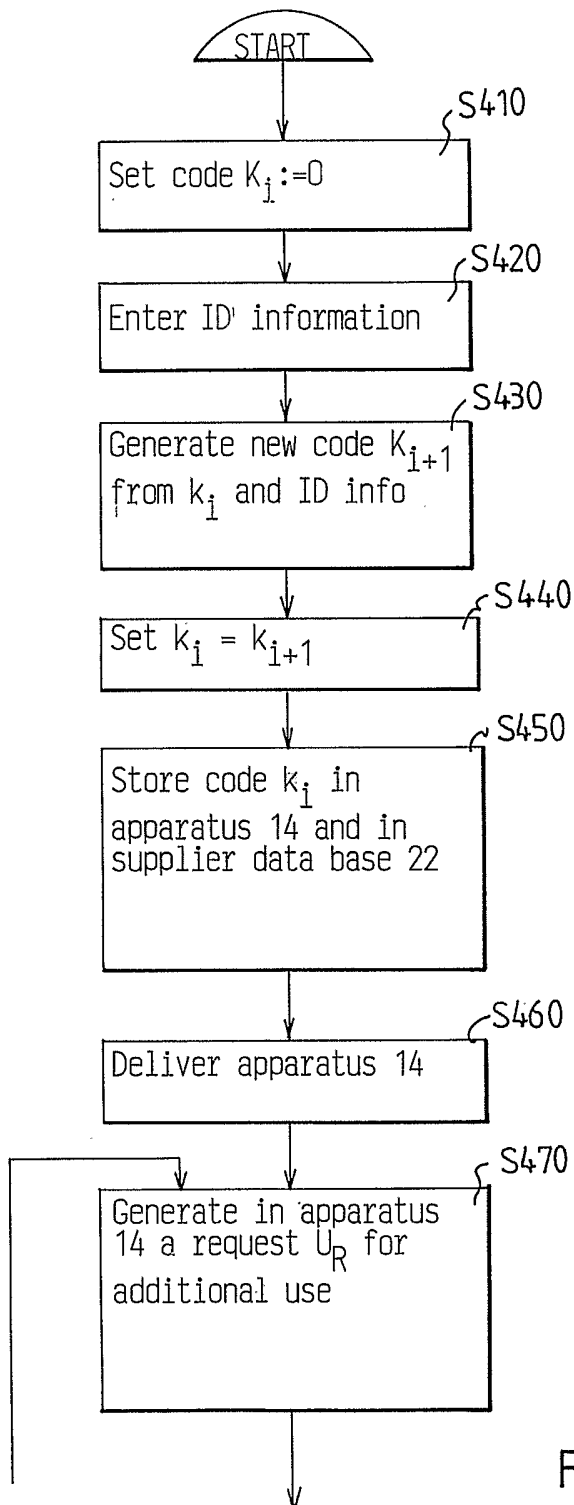 START
S410
Set code K_i:=0
S420
Enter ID' information
S430
Generate new code K_{i+1}
from k_i and ID info
S440
Set k_i = k_{i+1}
S450
Store code k_i in
apparatus 14 and in
supplier data base 22
S460
Deliver apparatus 14
S470
Generate in apparatus
14 a request U_R for
additional use
F